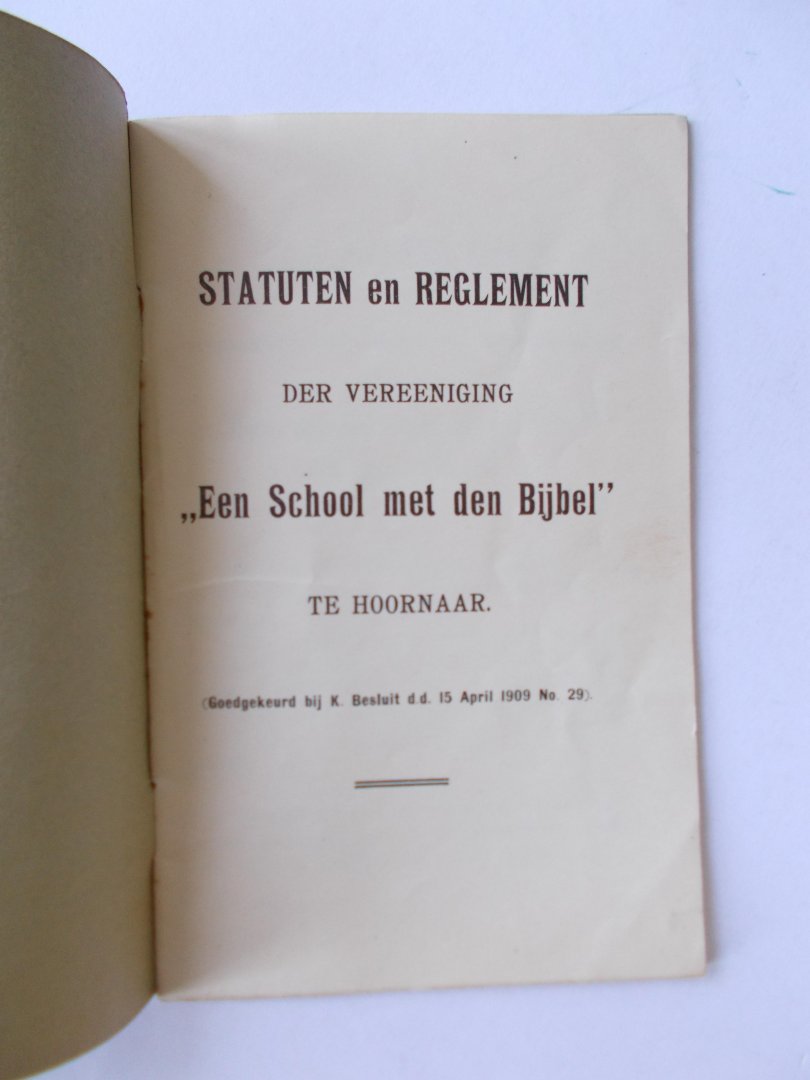 STATUTEN en REGLEMENT
DER VEREENIGING
„Een School met den Bijbel”
TE HOORNAAR.
(Goedgekeurd bij K. Besluit d.d. 15 April 1909 No. 29).